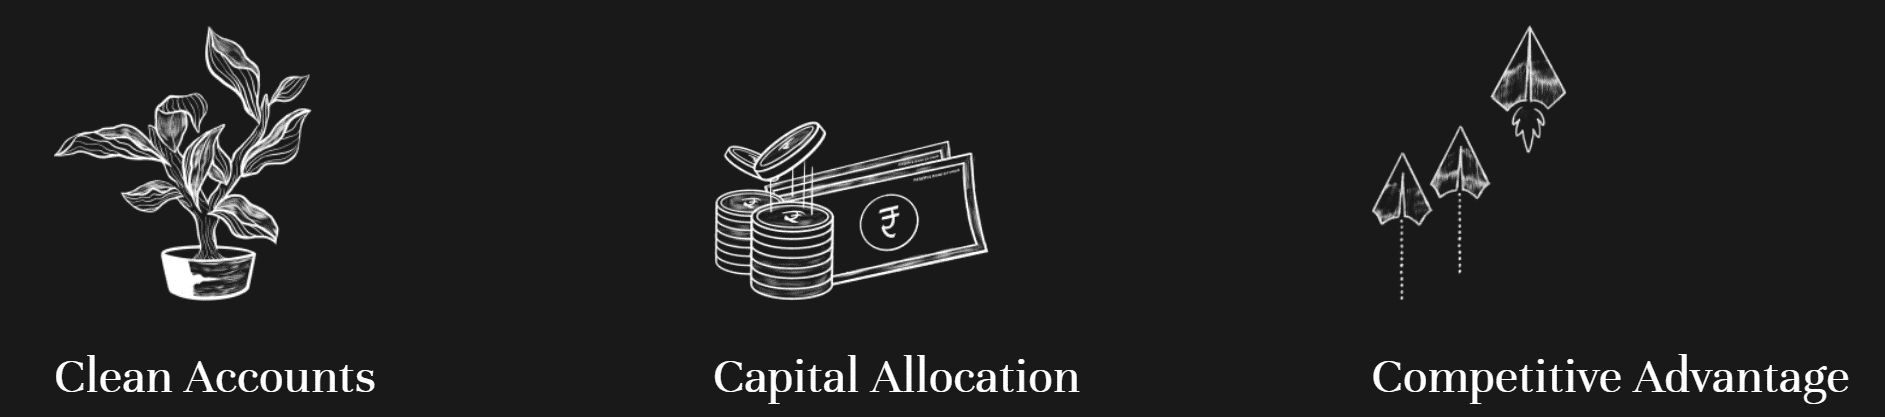 ₹
Clean Accounts
Capital Allocation
Competitive Advantage